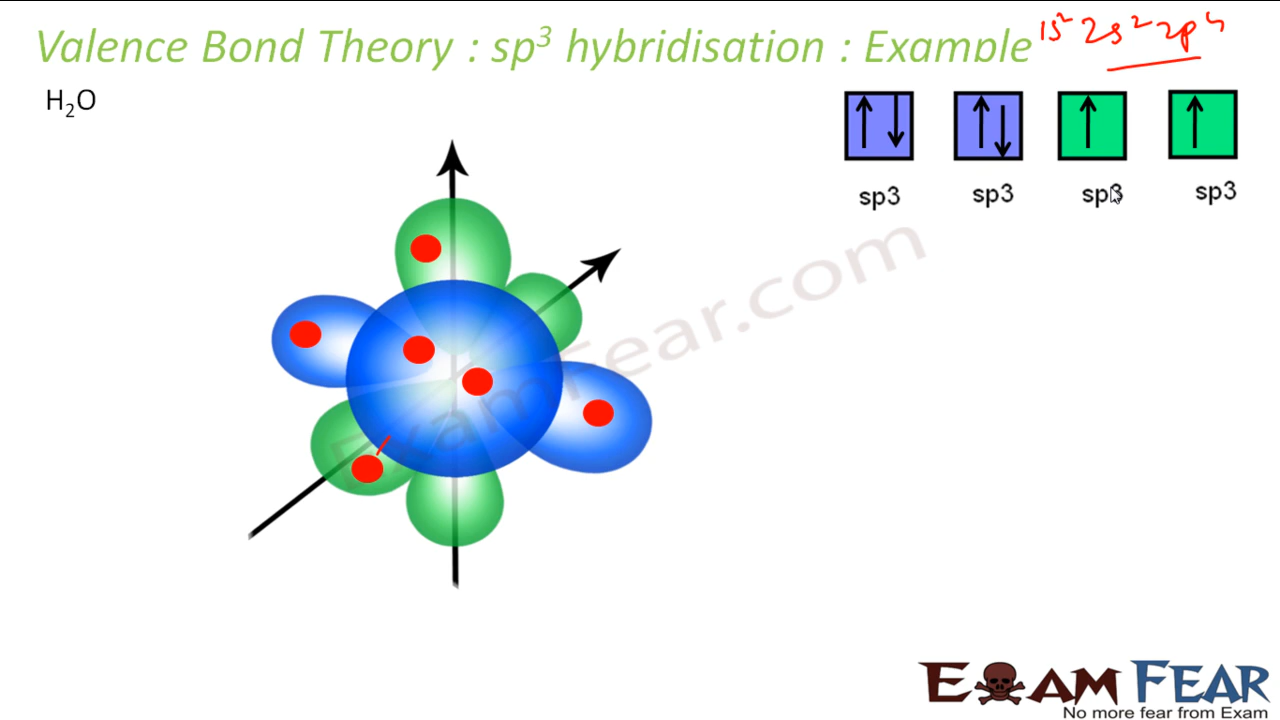 Valence Bond Theory : sp³ hybridisation : Example
1s² 2s² 2p⁴
H₂O
sp3 sp3 sp3 sp3
ExamFear.com
EXAM FEAR
No more fear from Exam